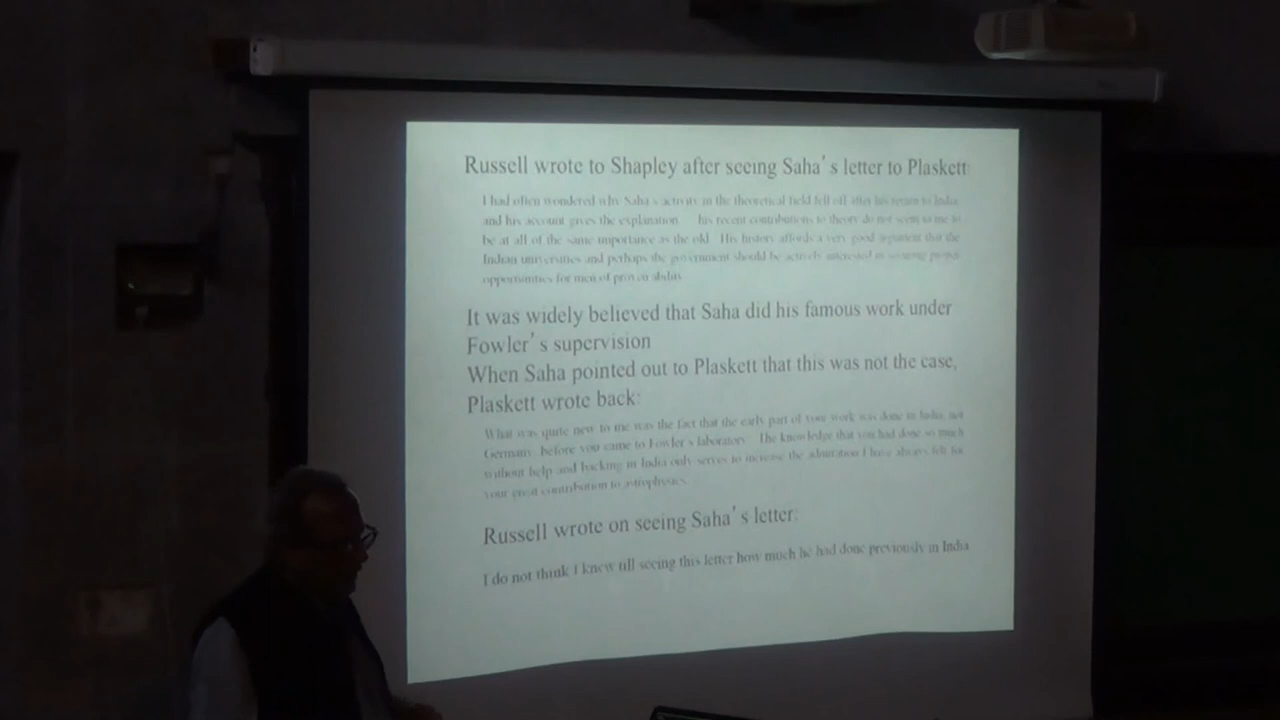 Russell wrote to Shapley after seeing Saha's letter to Plaskett:
I had often wondered why Saha's activity in the theoretical field fell off after his return to India
and his account gives the explanation his recent contributions to theory do not seem to me to
be at all of the same importance as the old. His history affords a very good argument that the
Indian universities and perhaps the government should be actively interested in securing proper
opportunities for men of proven ability
It was widely believed that Saha did his famous work under
Fowler's supervision
When Saha pointed out to Plaskett that this was not the case,
Plaskett wrote back:
What was quite new to me was the fact that the early part of your work was done in India, not
Germany, before you came to Fowler's laboratory. The knowledge that you had done so much
without help and backing in India only serves to increase the admiration I have always felt for
your great contribution to astrophysics.
Russell wrote on seeing Saha's letter:
I do not think I knew till seeing this letter how much he had done previously in India